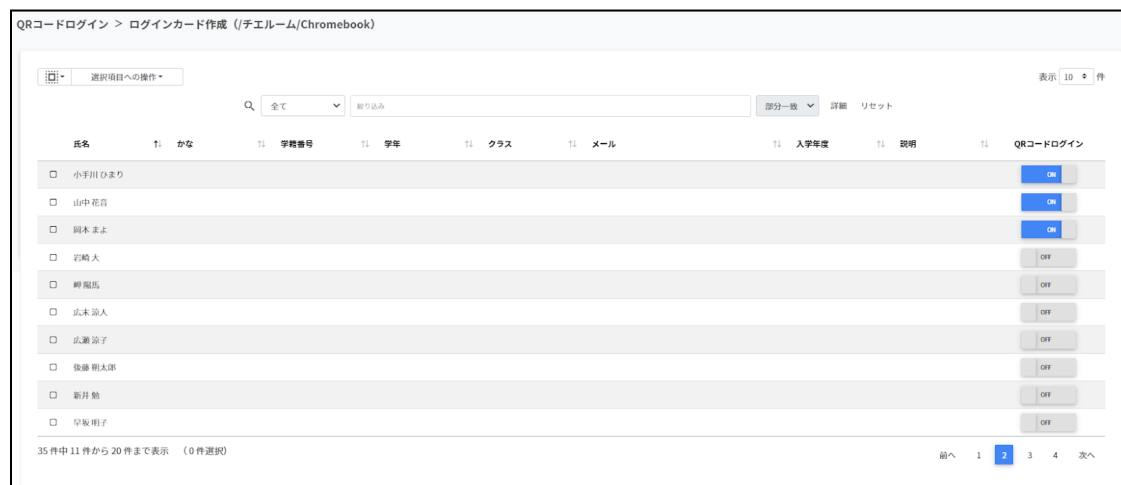 QRコードログイン > ログインカード作成（/チエルーム/Chromebook）
選択項目への操作 表示 10 件
全て 絞り込み 部分一致 詳細 リセット
氏名 かな 学籍番号 学年 クラス メール 入学年度 説明 QRコードログイン
小手川 ひまり ON
山中 花音 ON
岡本 まよ ON
岩崎 大 OFF
岬 陽馬 OFF
広末 涼人 OFF
広瀬 涼子 OFF
後藤 朔太郎 OFF
新井 勉 OFF
早坂 明子 OFF
35 件中 11 件から 20 件まで表示 （ 0 件選択） 前へ 1 2 3 4 次へ